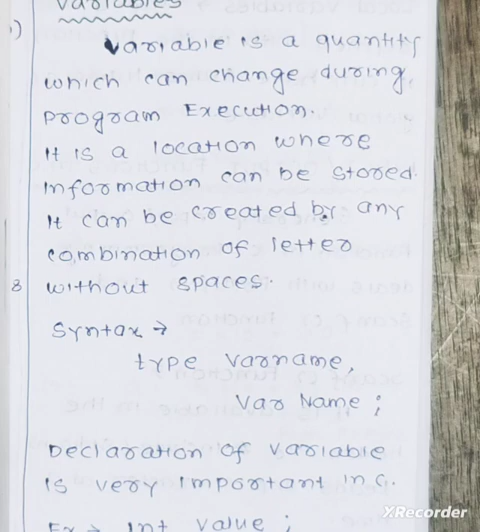 Variables
1)
Variable is a quantity
which can change during
program Execution.
It is a location where
information can be stored.
It can be created by any
combination of letter
8 without spaces.
Syntax →
type varname,
Var Name ;
Declaration of variable
is very important in c.
Ex → Int value ;
XRecorder